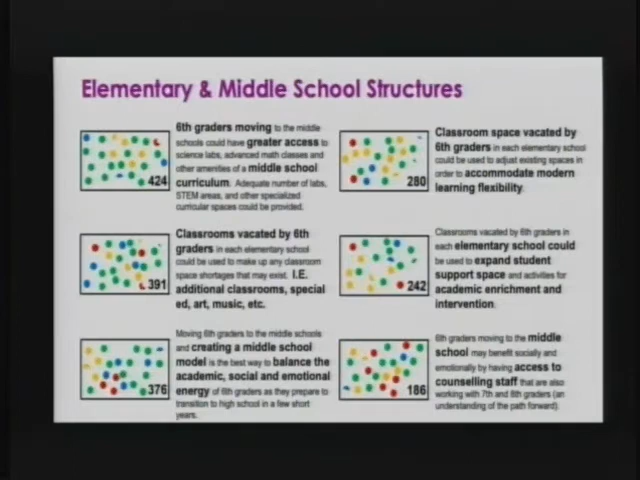 Elementary & Middle School Structures
424
6th graders moving to the middle
schools could have greater access to
science labs, advanced math classes and
other amenities of a middle school
curriculum. Adequate number of labs,
STEM areas, and other specialized
curricular spaces could be provided.
280
Classroom space vacated by
6th graders in each elementary school
could be used to adjust existing spaces in
order to accommodate modern
learning flexibility.
391
Classrooms vacated by 6th
graders in each elementary school
could be used to make up any classroom
space shortages that may exist. I.E.
additional classrooms, special
ed, art, music, etc.
242
Classrooms vacated by 6th graders in
each elementary school could
be used to expand student
support space and activities for
academic enrichment and
intervention.
376
Moving 6th graders to the middle schools
and creating a middle school
model is the best way to balance the
academic, social and emotional
energy of 6th graders as they prepare to
transition to high school in a few short
years.
186
6th graders moving to the middle
school may benefit socially and
emotionally by having access to
counselling staff that are also
working with 7th and 8th graders (an
understanding of the path forward).